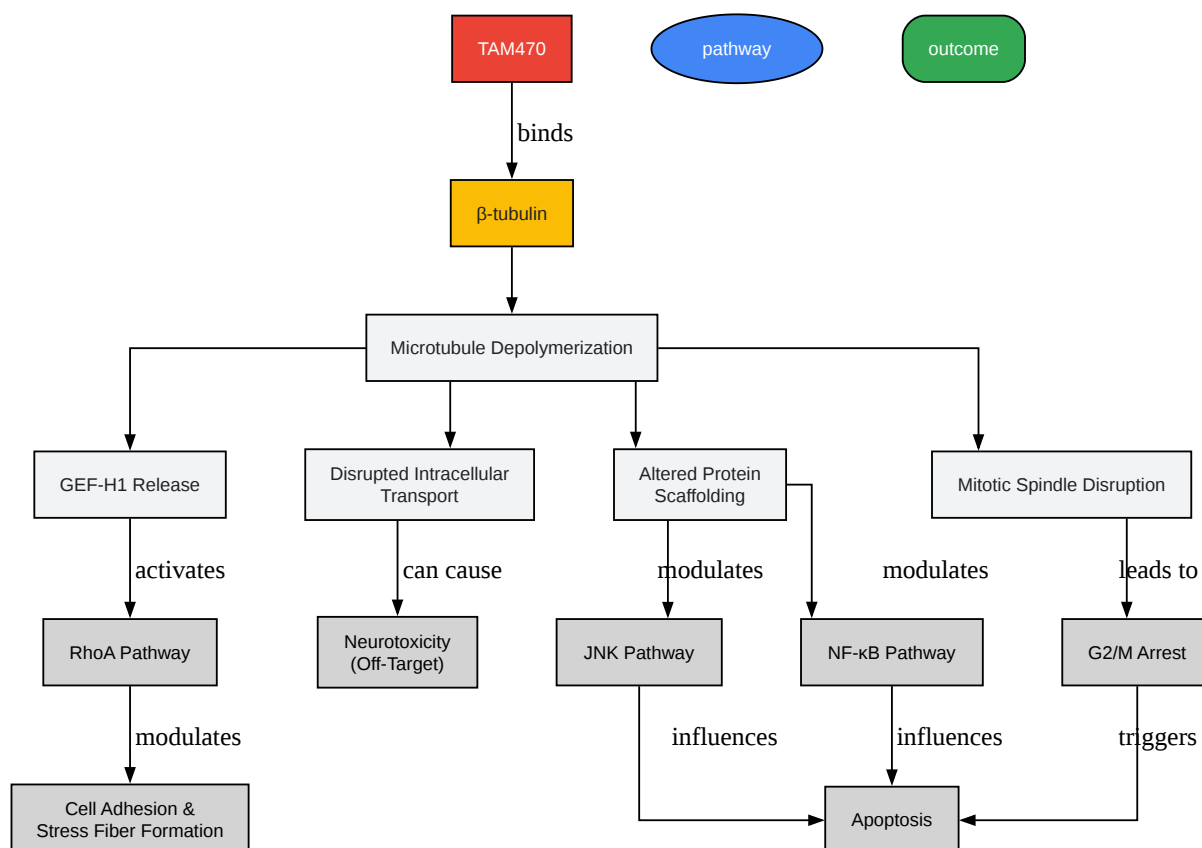 TAM470
pathway
outcome
binds
β-tubulin
Microtubule Depolymerization
GEF-H1 Release
Disrupted Intracellular
Transport
Altered Protein
Scaffolding
Mitotic Spindle Disruption
activates
can cause
modulates
modulates
leads to
RhoA Pathway
Neurotoxicity
(Off-Target)
JNK Pathway
NF-κB Pathway
G2/M Arrest
modulates
influences
influences
triggers
Cell Adhesion &
Stress Fiber Formation
Apoptosis